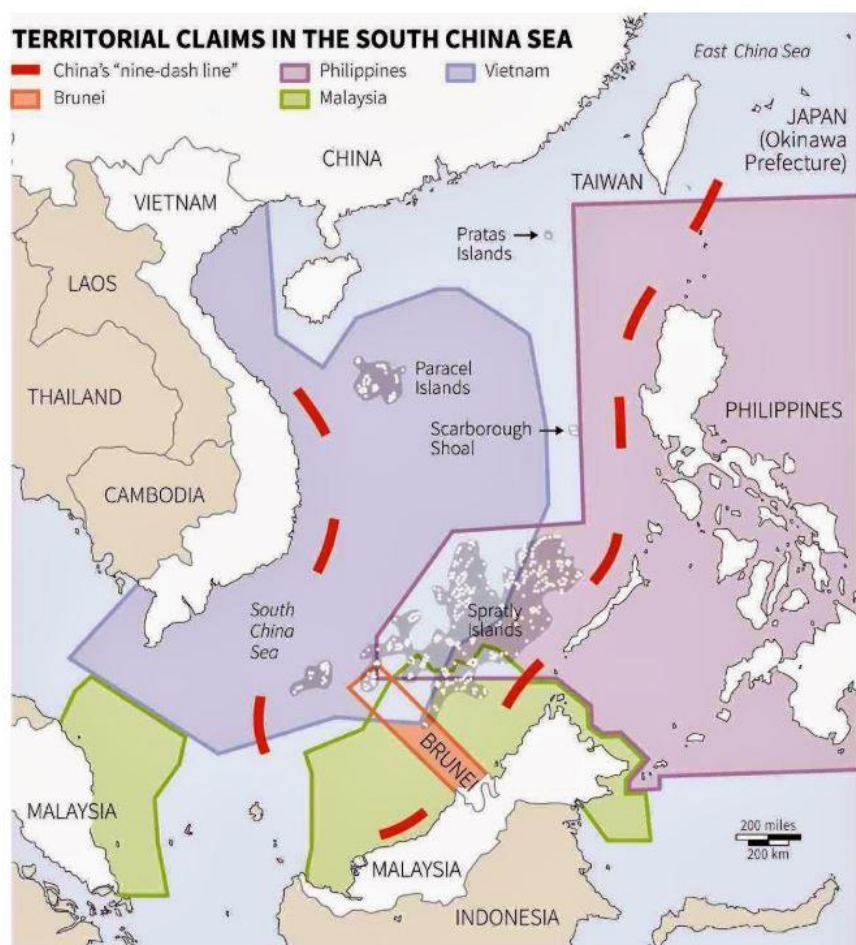 TERRITORIAL CLAIMS IN THE SOUTH CHINA SEA
China's “nine-dash line”
Philippines
Vietnam
Brunei
Malaysia
East China Sea
JAPAN
(Okinawa
Prefecture)
CHINA
TAIWAN
VIETNAM
Pratas
Islands
LAOS
Paracel
Islands
THAILAND
Scarborough
Shoal
PHILIPPINES
CAMBODIA
South
China
Sea
Spratly
Islands
BRUNEI
MALAYSIA
200 miles
200 km
MALAYSIA
INDONESIA